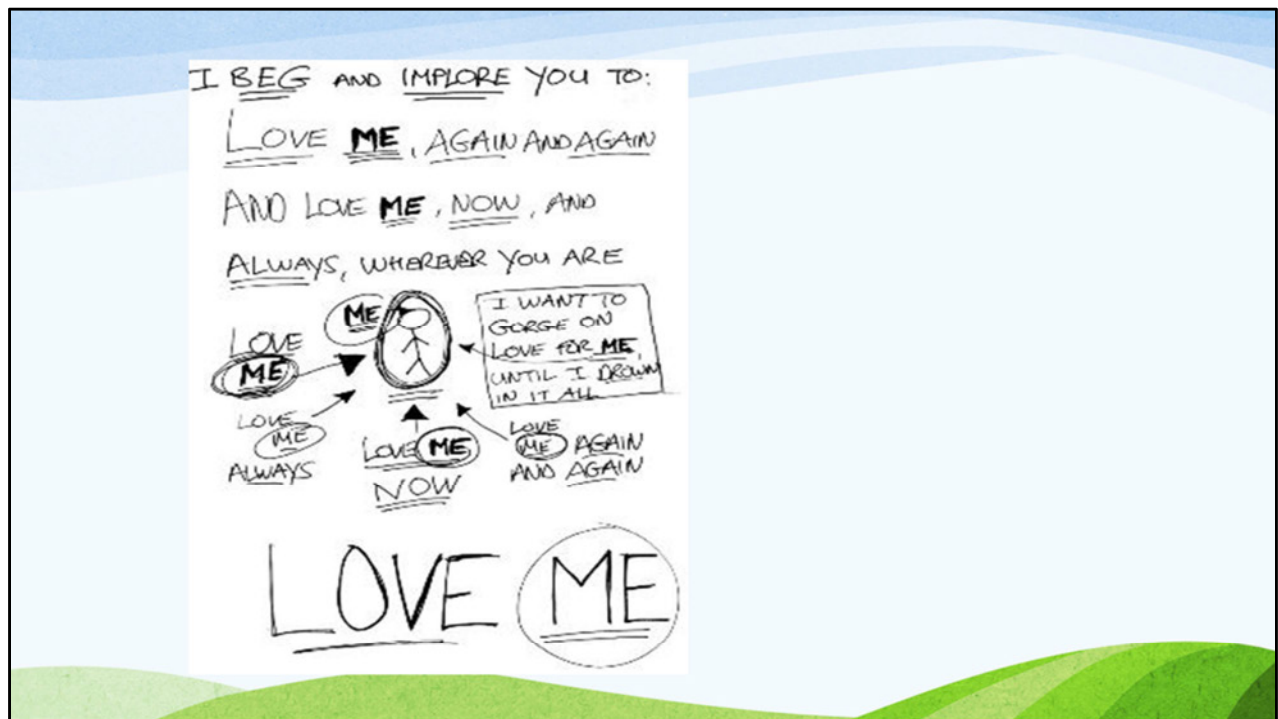 I BEG AND IMPLORE YOU TO:
LOVE ME, AGAIN AND AGAIN
AND LOVE ME, NOW, AND
ALWAYS, WHEREVER YOU ARE
ME
I WANT TO
GORGE ON
LOVE FOR ME,
UNTIL I DROWN
IN IT ALL
LOVE
ME
LOVE
ME
ALWAYS
LOVE ME
NOW
LOVE
ME AGAIN
AND AGAIN
LOVE ME